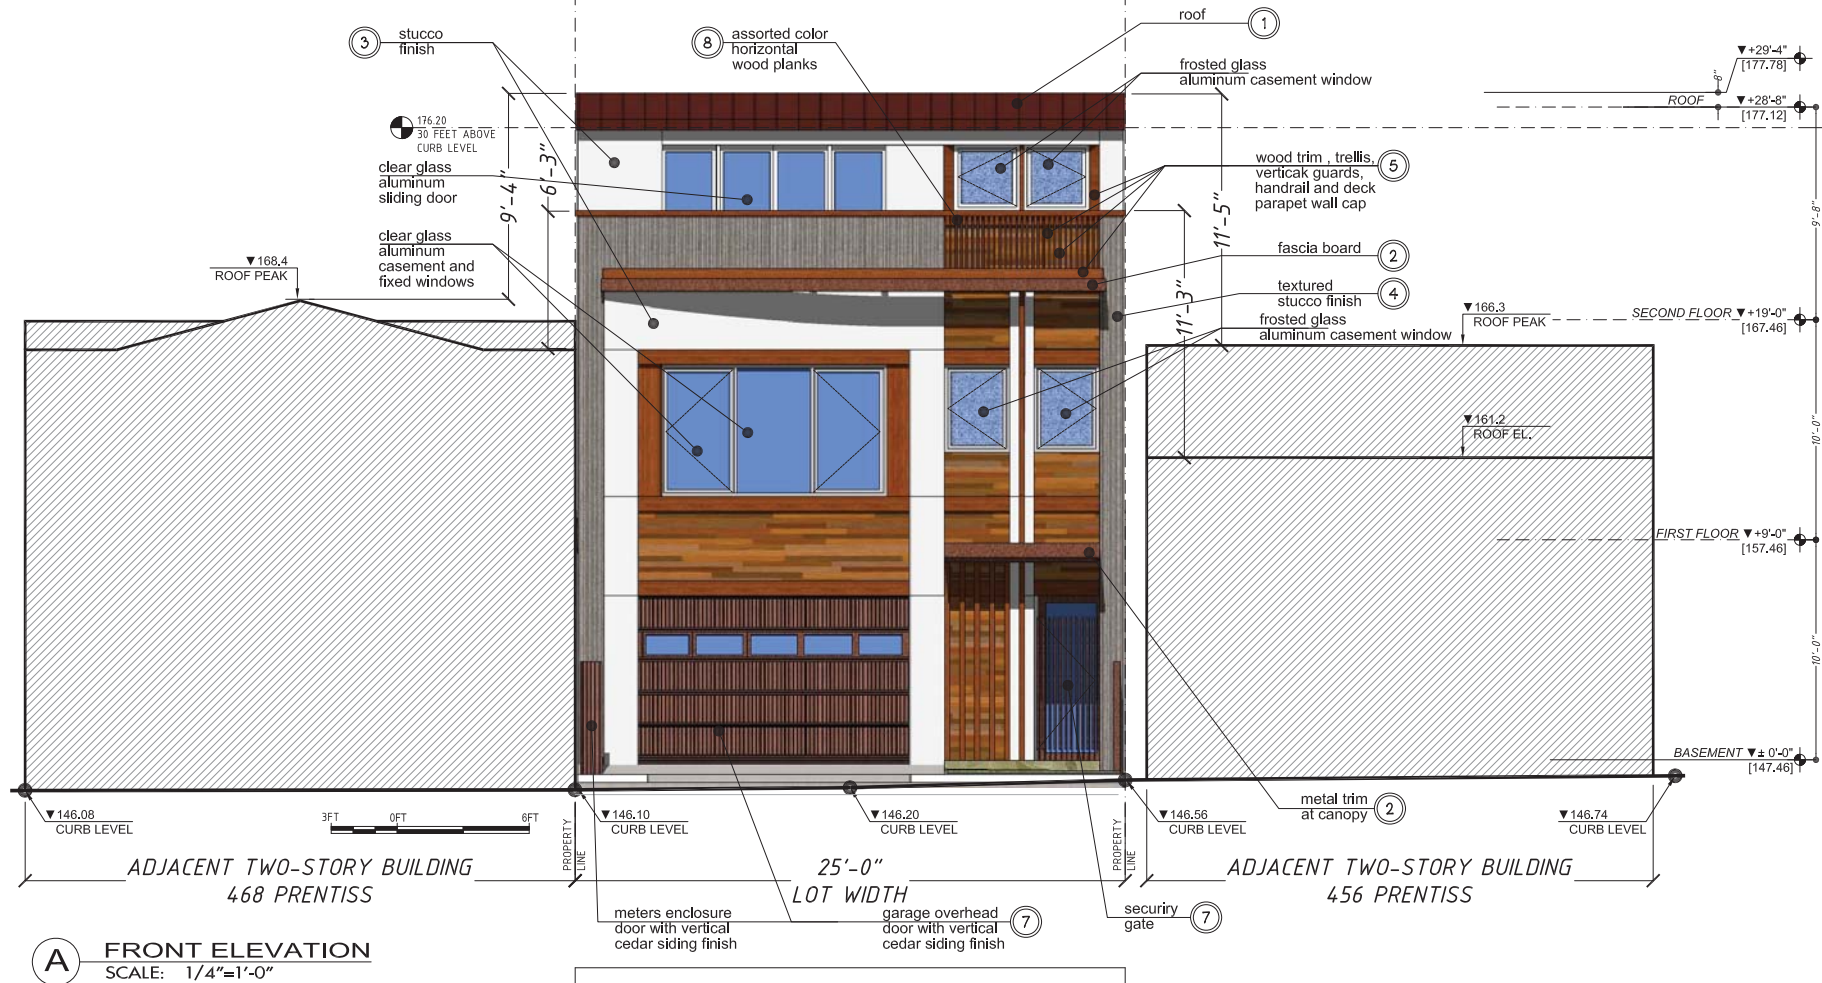 3
stucco
finish
8
assorted color
horizontal
wood planks
roof
1
frosted glass
aluminum casement window
▼+29'-4"
[177.78]
8"
ROOF ▼+28'-8"
[177.12]
176.20
30 FEET ABOVE
CURB LEVEL
clear glass
aluminum
sliding door
9'-4"
6'-3"
wood trim , trellis,
verticak guards,
handrail and deck
parapet wall cap
5
11'-5"
9'-8"
clear glass
aluminum
casement and
fixed windows
▼168.4
ROOF PEAK
fascia board
2
textured
stucco finish
4
11'-3"
frosted glass
aluminum casement window
▼166.3
ROOF PEAK
SECOND FLOOR ▼+19'-0"
[167.46]
▼161.2
ROOF EL.
10'-0"
FIRST FLOOR ▼+9'-0"
[157.46]
10'-0"
BASEMENT ▼± 0'-0"
[147.46]
▼146.08
CURB LEVEL
3FT 0FT 6FT
PROPERTY
LINE
▼146.10
CURB LEVEL
▼146.20
CURB LEVEL
PROPERTY
LINE
▼146.56
CURB LEVEL
metal trim
at canopy
2
▼146.74
CURB LEVEL
ADJACENT TWO-STORY BUILDING
468 PRENTISS
25'-0"
LOT WIDTH
ADJACENT TWO-STORY BUILDING
456 PRENTISS
meters enclosure
door with vertical
cedar siding finish
garage overhead
door with vertical
cedar siding finish
7
securiry
gate
7
A
FRONT ELEVATION
SCALE: 1/4"=1'-0"